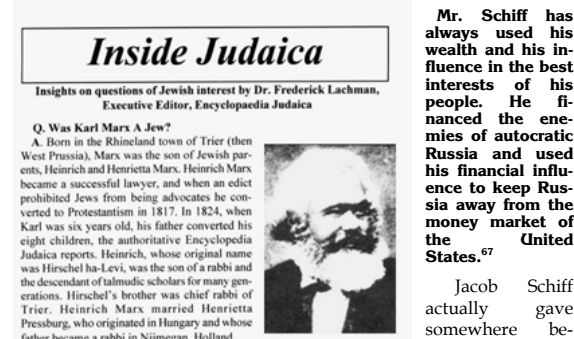 Inside Judaica
Insights on questions of Jewish interest by Dr. Frederick Lachman,
Executive Editor, Encyclopaedia Judaica
Q. Was Karl Marx A Jew?
A. Born in the Rhineland town of Trier (then
West Prussia), Marx was the son of Jewish par-
ents, Heinrich and Henrietta Marx. Heinrich Marx
became a successful lawyer, and when an edict
prohibited Jews from being advocates he con-
verted to Protestantism in 1817. In 1824, when
Karl was six years old, his father converted his
eight children, the authoritative Encyclopedia
Judaica reports. Heinrich, whose original name
was Hirschel ha-Levi, was the son of a rabbi and
the descendant of talmudic scholars for many gen-
erations. Hirschel's brother was chief rabbi of
Trier. Heinrich Marx married Henrietta
Pressburg, who originated in Hungary and whose
father became a rabbi in Nijmegan, Holland
Mr. Schiff has
always used his
wealth and his in-
fluence in the best
interests of his
people. He fi-
nanced the ene-
mies of autocratic
Russia and used
his financial influ-
ence to keep Rus-
sia away from the
money market of
the United
States.67
Jacob Schiff
actually gave
somewhere be-